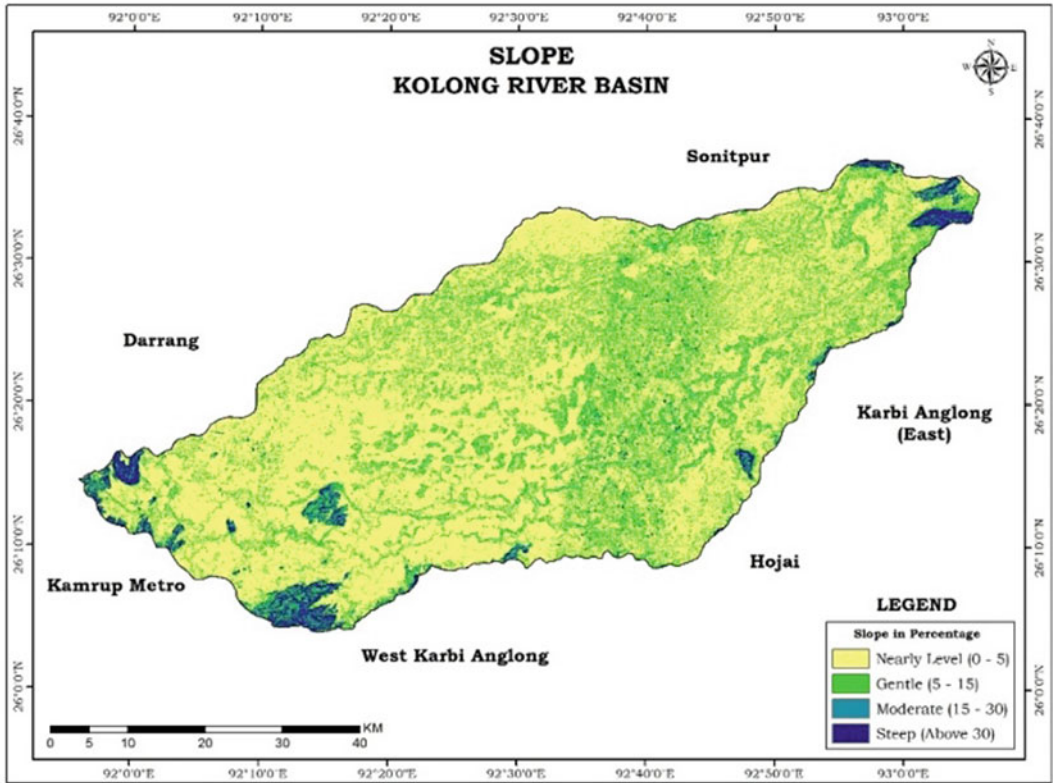 92°0'0"E 92°10'0"E 92°20'0"E 92°30'0"E 92°40'0"E 92°50'0"E 93°0'0"E
SLOPE
KOLONG RIVER BASIN
N
W E
S
26°40'0"N 26°40'0"N
Sonitpur
26°30'0"N 26°30'0"N
Darrang
26°20'0"N 26°20'0"N
Karbi Anglong
(East)
26°10'0"N 26°10'0"N
Hojai
Kamrup Metro
West Karbi Anglong
26°0'0"N 26°0'0"N
LEGEND
Slope in Percentage
Nearly Level (0 - 5)
Gentle (5 - 15)
Moderate (15 - 30)
Steep (Above 30)
KM
0 5 10 20 30 40
92°0'0"E 92°10'0"E 92°20'0"E 92°30'0"E 92°40'0"E 92°50'0"E 93°0'0"E